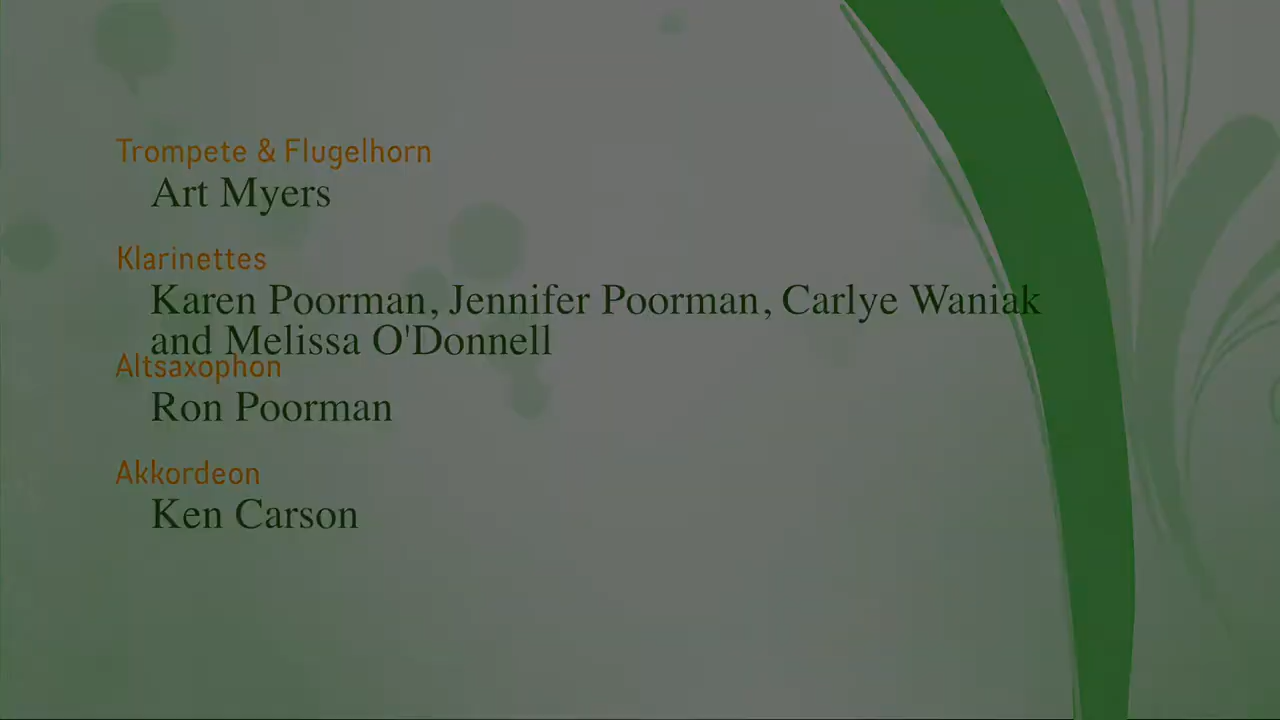 Trompete & Flugelhorn
Art Myers
Klarinettes
Karen Poorman, Jennifer Poorman, Carlye Waniak
and Melissa O'Donnell
Altsaxophon
Ron Poorman
Akkordeon
Ken Carson